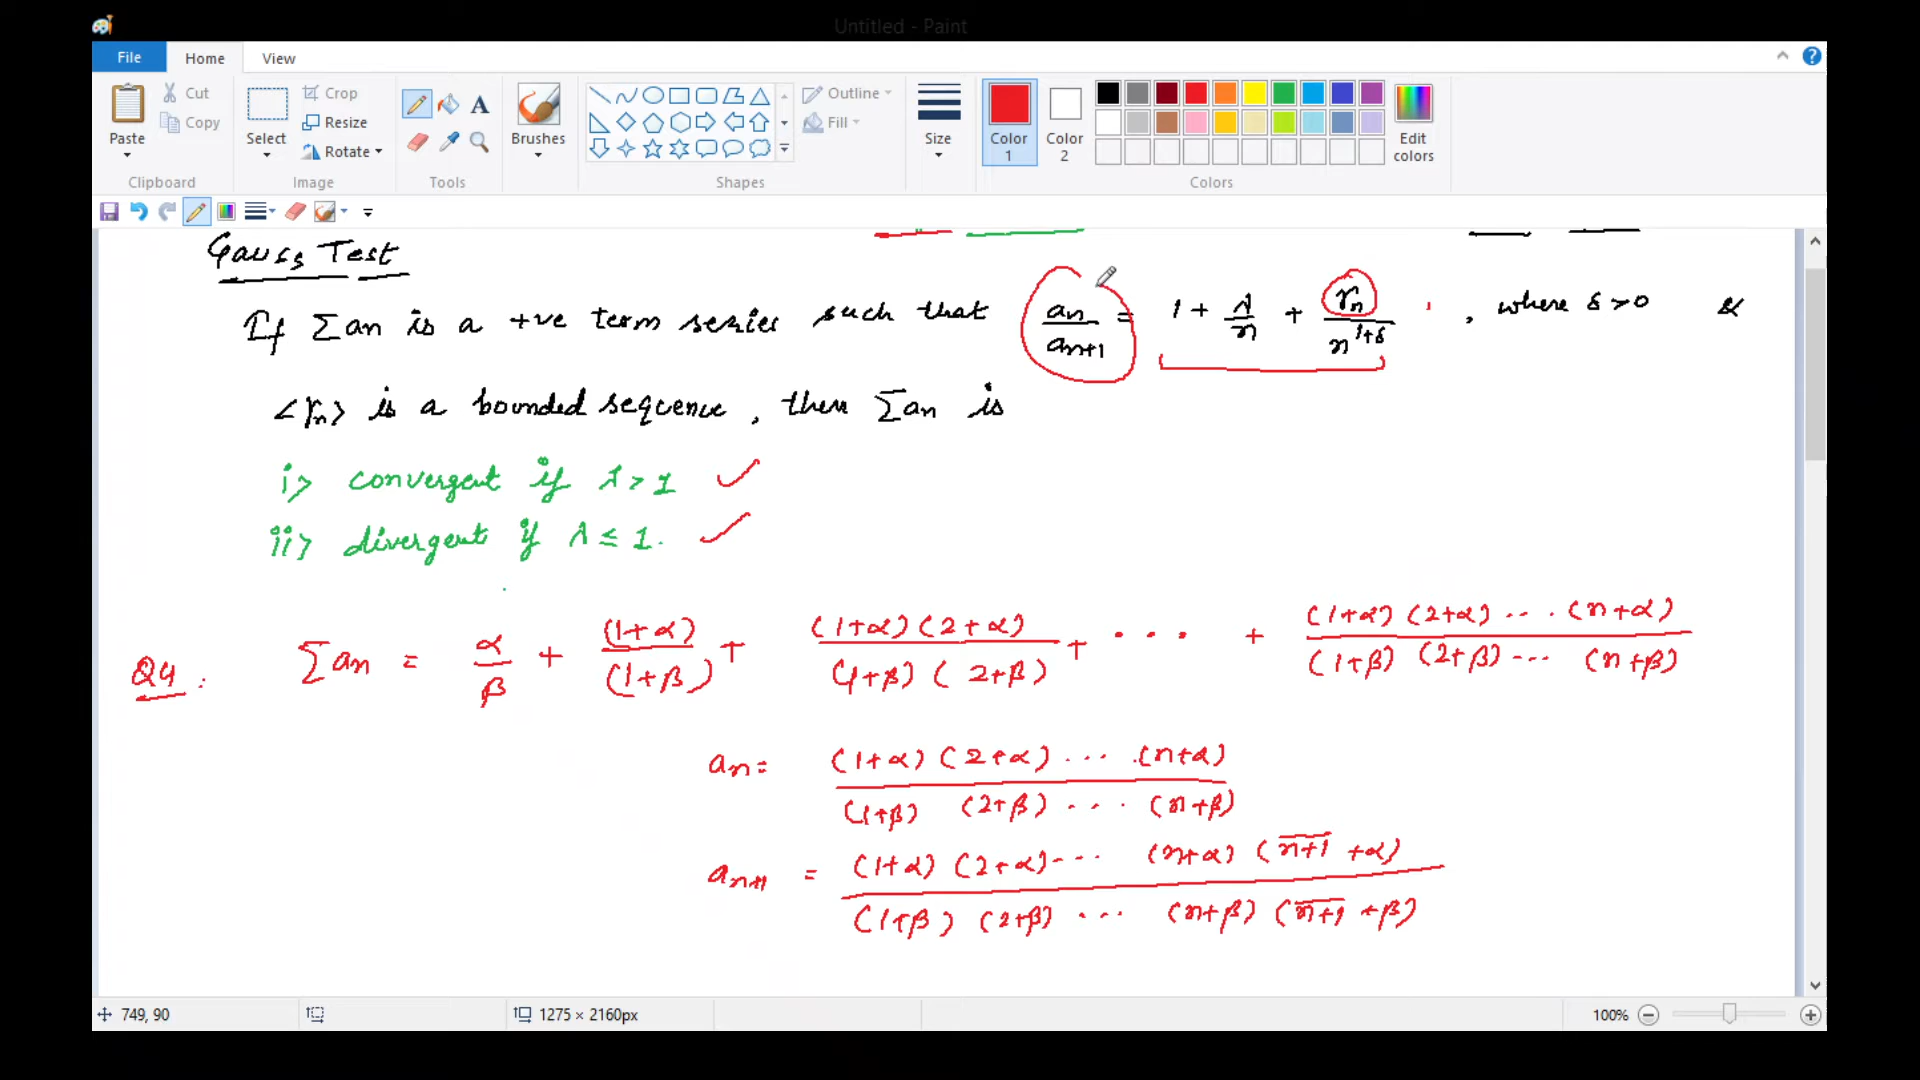 Untitled - Paint
File Home View
Paste Cut Copy Select Crop Resize Rotate Brushes Outline Fill Size Color 1 Color 2 Edit colors
Clipboard Image Tools Shapes Colors
Gauss Test
If Σan is a +ve term series such that an/an+1 = 1 + λ/n + rn/n^1+δ , where δ>0 &
<rn> is a bounded sequence, then Σan is
i> convergent if λ > 1 ✓
ii> divergent if λ ≤ 1. ✓
Q4 : Σan = α/β + (1+α)/(1+β) + (1+α)(2+α)/(1+β)(2+β) + ... + (1+α)(2+α)...(n+α)/(1+β)(2+β)...(n+β)
an = (1+α)(2+α)...(n+α)/(1+β)(2+β)...(n+β)
an+1 = (1+α)(2+α)...(n+α)(n+1+α)/(1+β)(2+β)...(n+β)(n+1+β)
749, 90 1275 × 2160px 100%